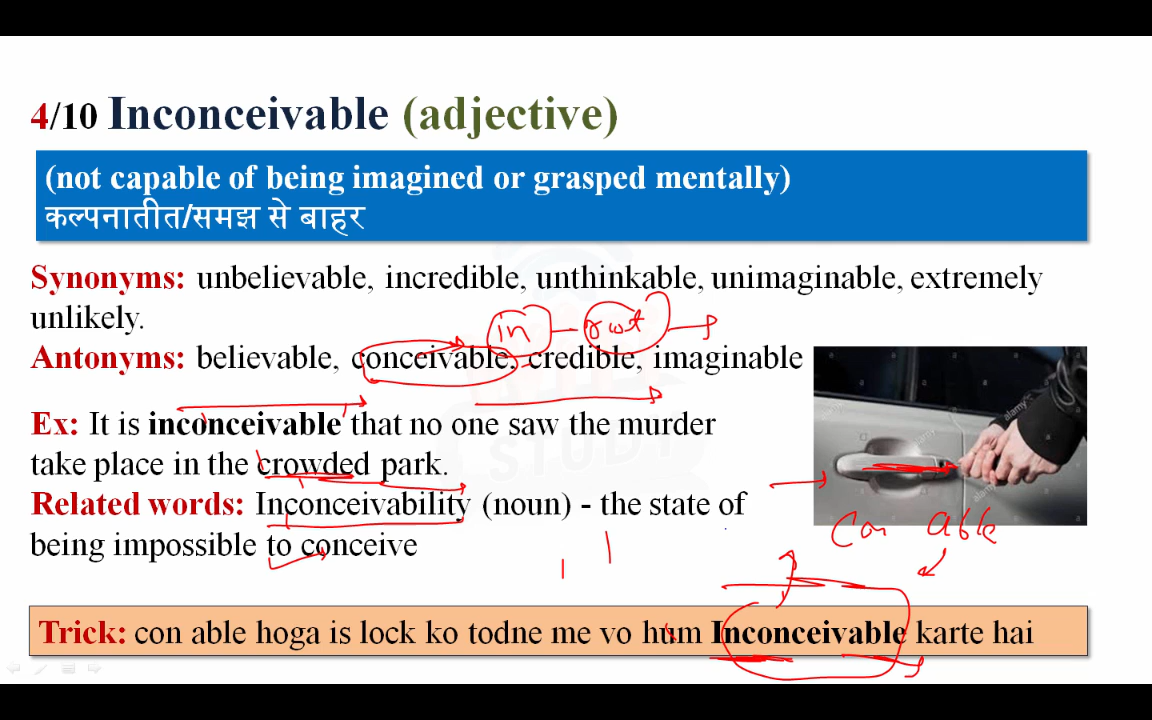 4/10 Inconceivable (adjective)
(not capable of being imagined or grasped mentally)
कल्पनातीत/समझ से बाहर
Synonyms: unbelievable, incredible, unthinkable, unimaginable, extremely
unlikely.
in root
Antonyms: believable, conceivable, credible, imaginable
Ex: It is inconceivable that no one saw the murder
take place in the crowded park.
Related words: Inconceivability (noun) - the state of
being impossible to conceive
alamy
Con able
Trick: con able hoga is lock ko todne me vo hum Inconceivable karte hai